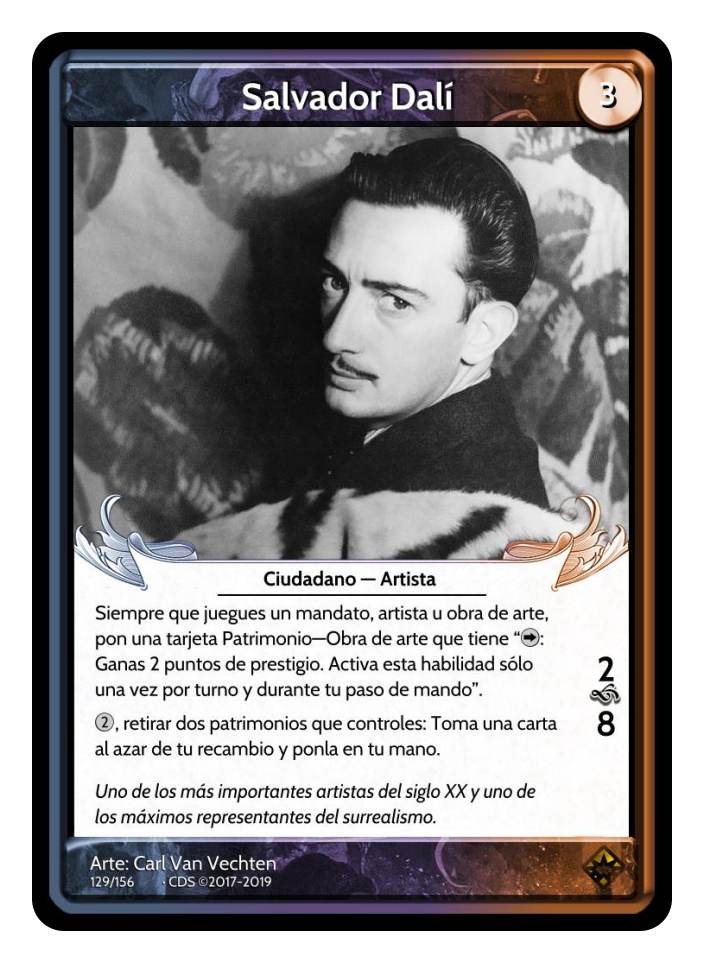 Salvador Dalí
3
Ciudadano — Artista
Siempre que juegues un mandato, artista u obra de arte,
pon una tarjeta Patrimonio—Obra de arte que tiene “➡:
Ganas 2 puntos de prestigio. Activa esta habilidad sólo
una vez por turno y durante tu paso de mando”.
②, retirar dos patrimonios que controles: Toma una carta
al azar de tu recambio y ponla en tu mano.
2
8
Uno de los más importantes artistas del siglo XX y uno de
los máximos representantes del surrealismo.
Arte: Carl Van Vechten
129/156 · CDS ©2017-2019